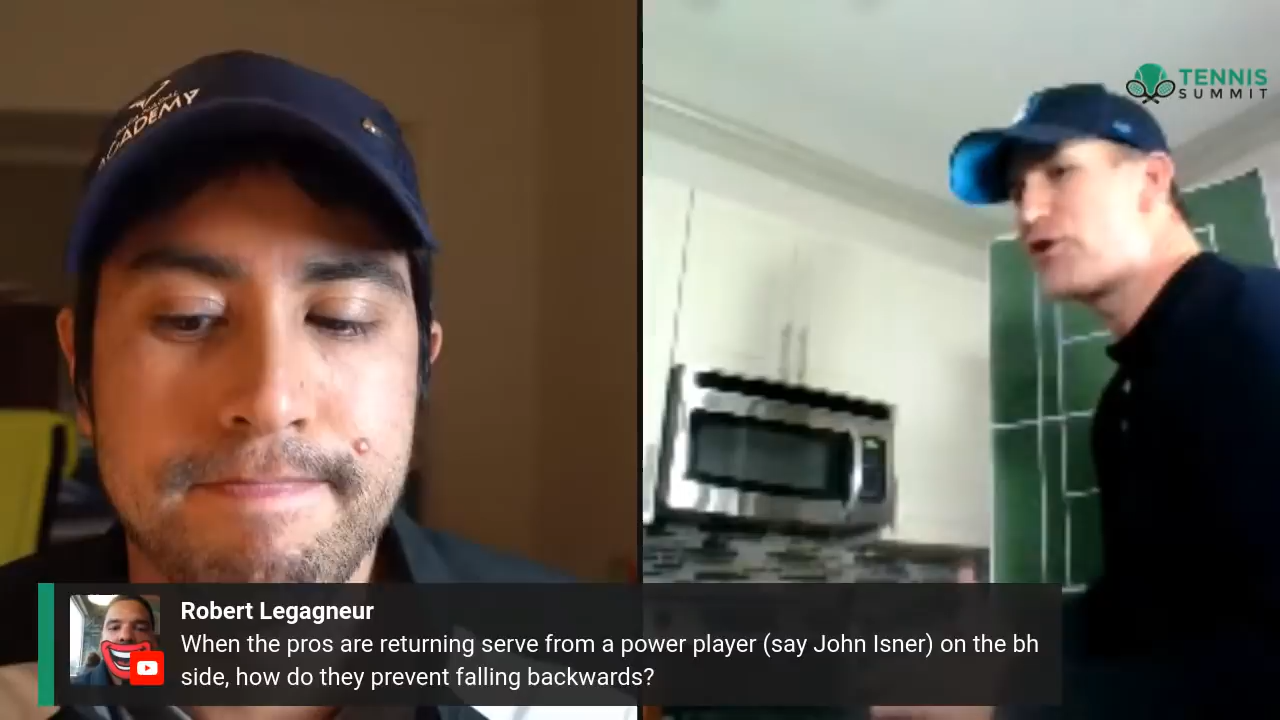 ACADEMY
TENNIS
SUMMIT
Robert Legagneur
When the pros are returning serve from a power player (say John Isner) on the bh
side, how do they prevent falling backwards?